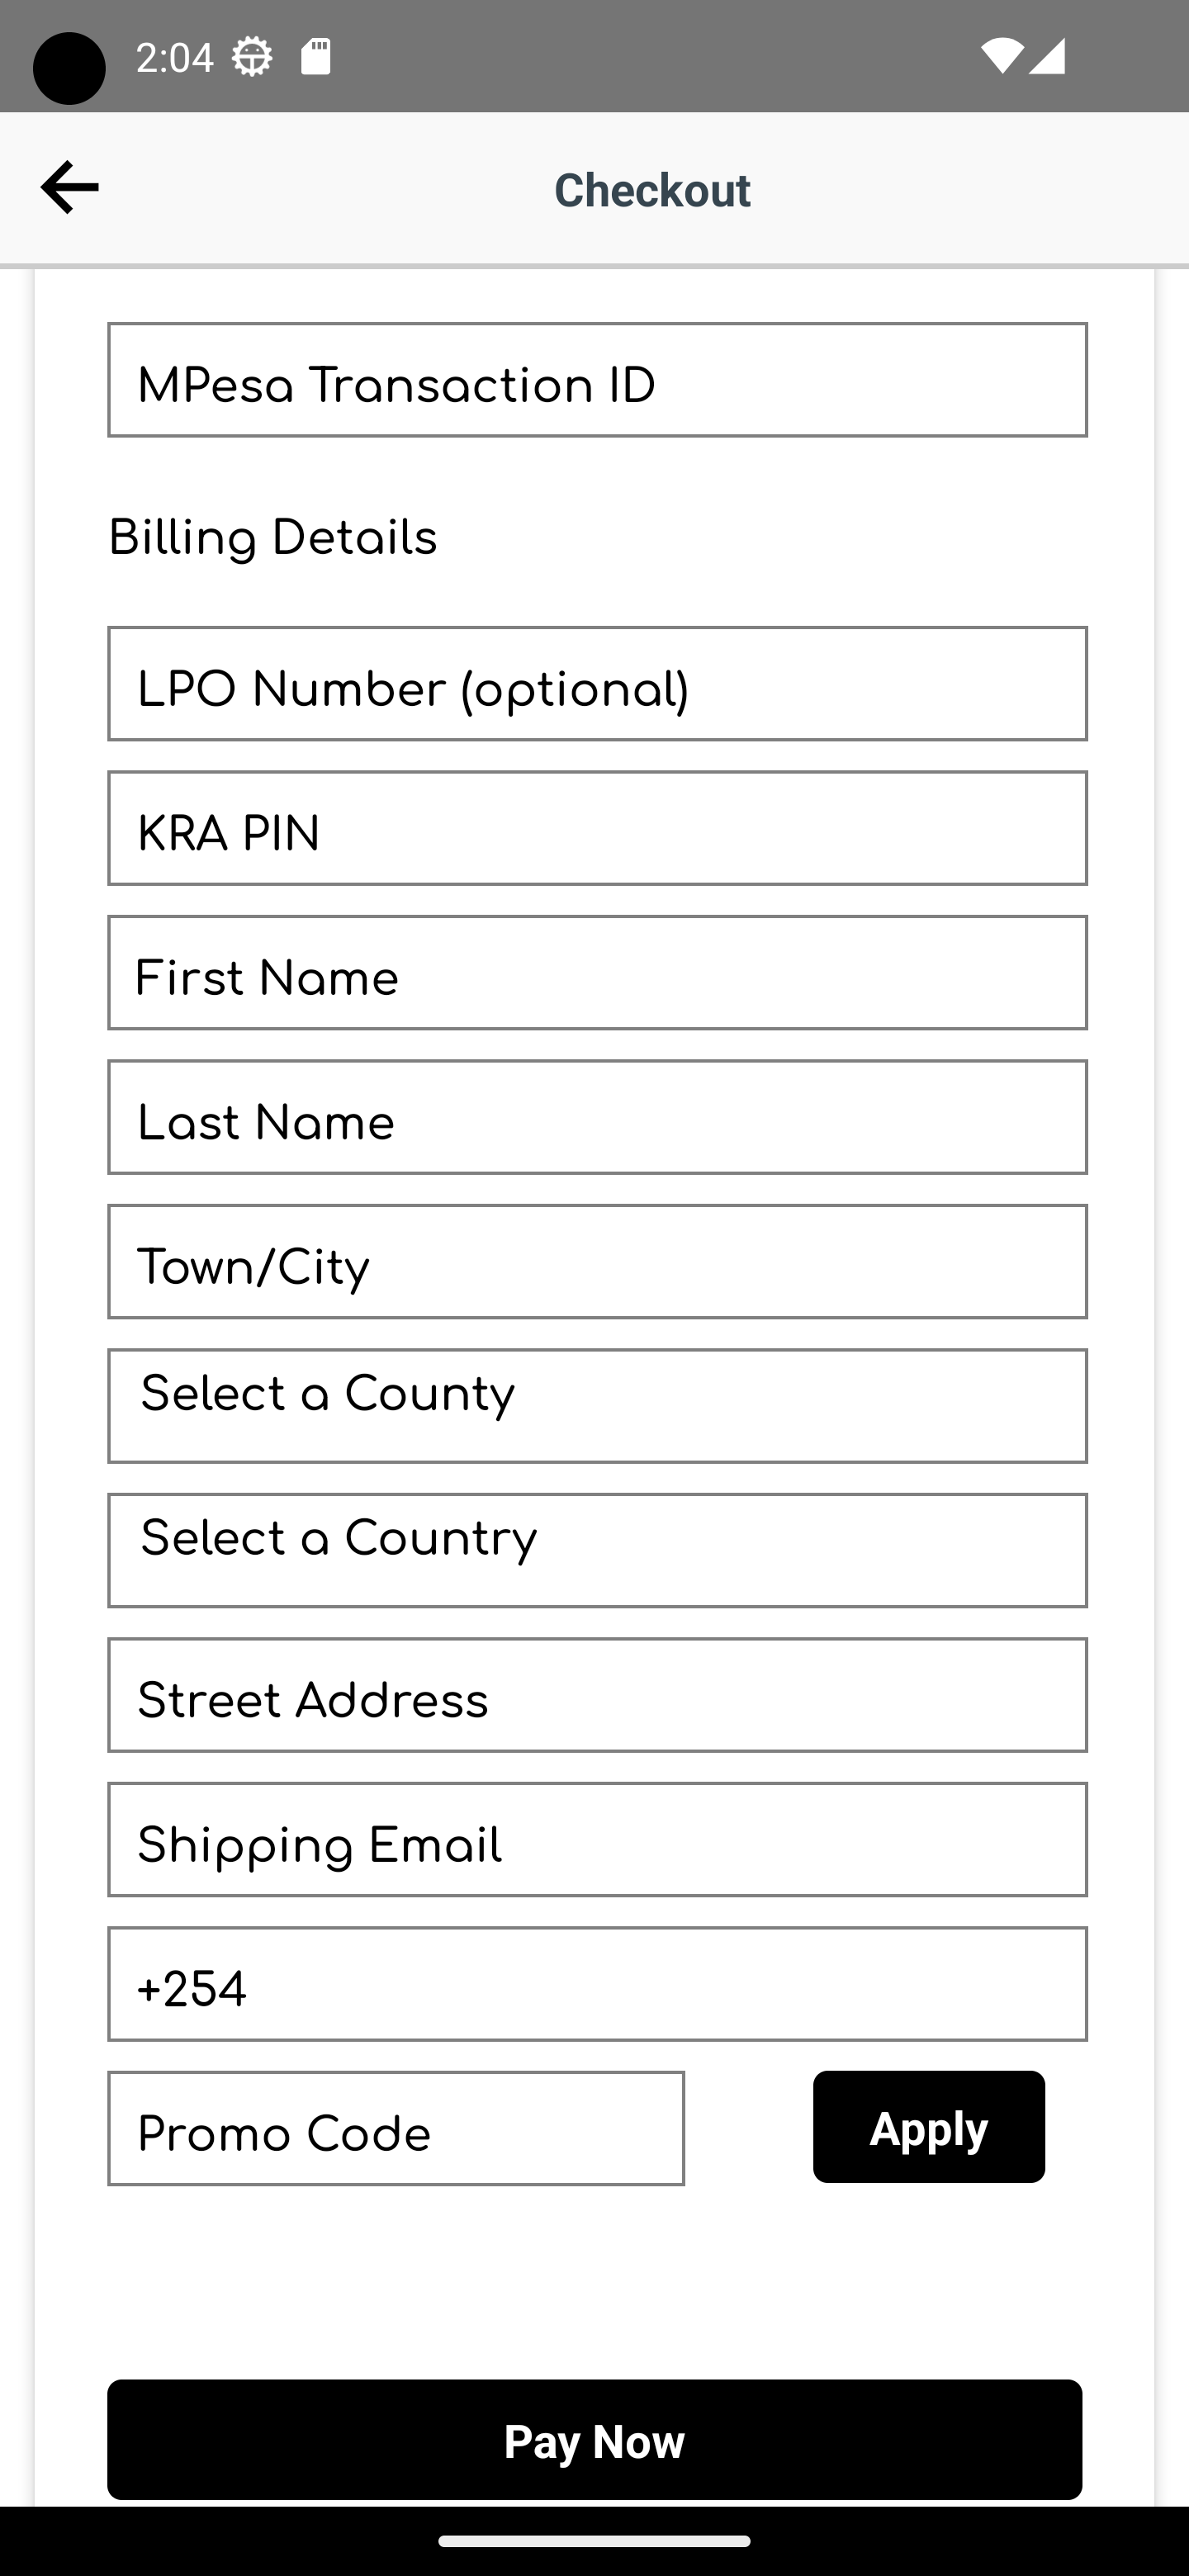 2:04
Checkout
MPesa Transaction ID
Billing Details
LPO Number (optional)
KRA PIN
First Name
Last Name
Town/City
Select a County
Select a Country
Street Address
Shipping Email
+254
Promo Code
Apply
Pay Now